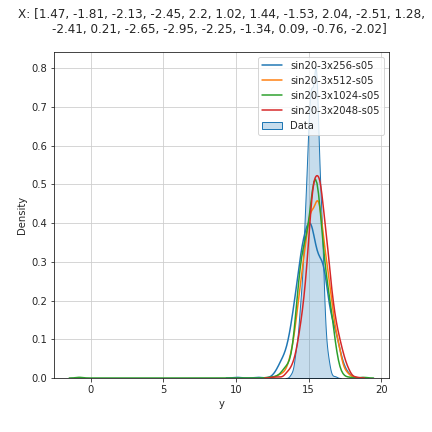 X: [1.47, -1.81, -2.13, -2.45, 2.2, 1.02, 1.44, -1.53, 2.04, -2.51, 1.28,
-2.41, 0.21, -2.65, -2.95, -2.25, -1.34, 0.09, -0.76, -2.02]
sin20-3x256-s05
sin20-3x512-s05
sin20-3x1024-s05
sin20-3x2048-s05
Data
0.8
0.7
0.6
0.5
0.4
0.3
0.2
0.1
0.0
Density
0 5 10 15 20
y